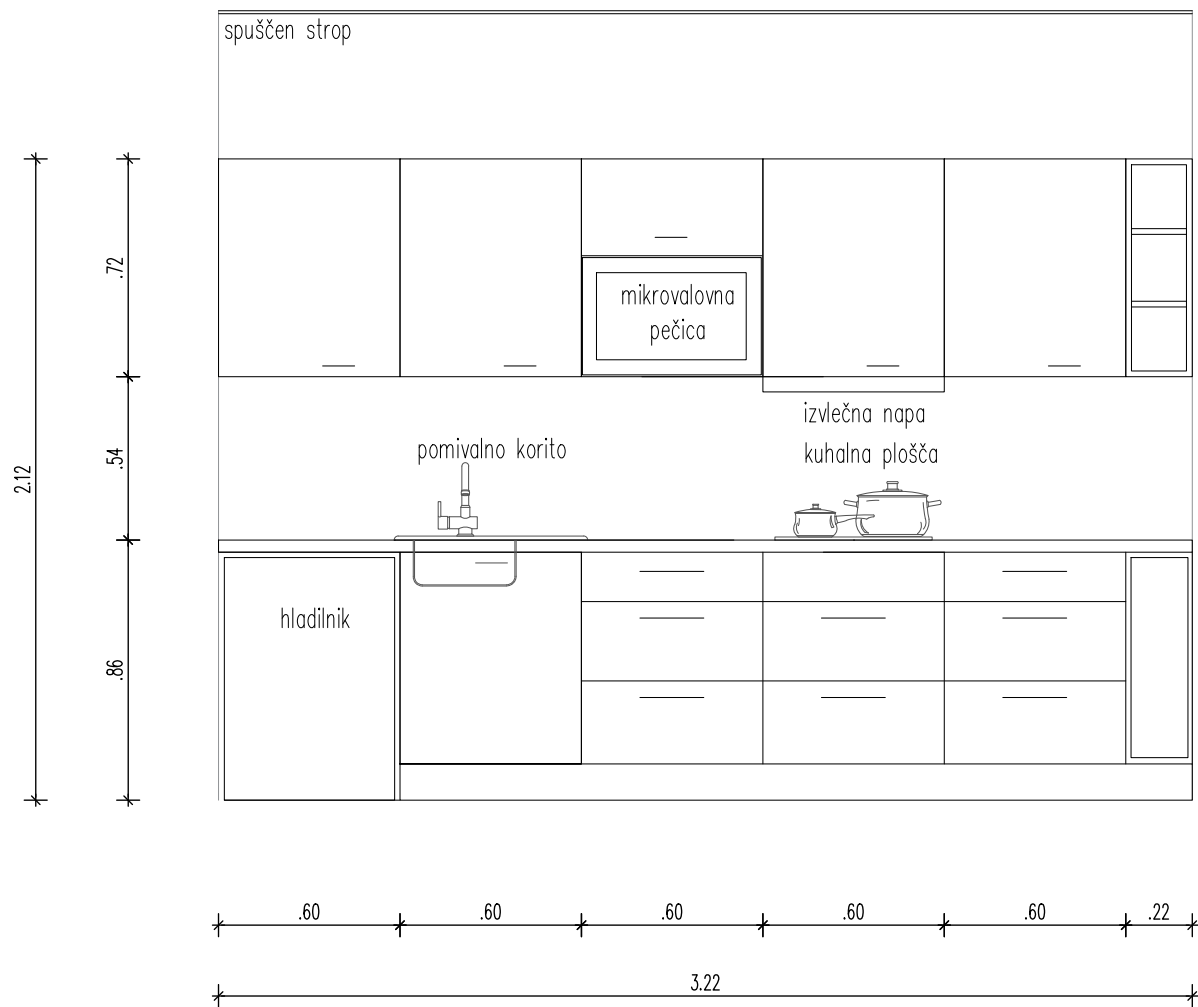 spuščen strop
.72
mikrovalovna
pečica
izvlečna napa
pomivalno korito
kuhalna plošča
2.12
.54
hladilnik
.86
.60
.60
.60
.60
.60
.22
3.22